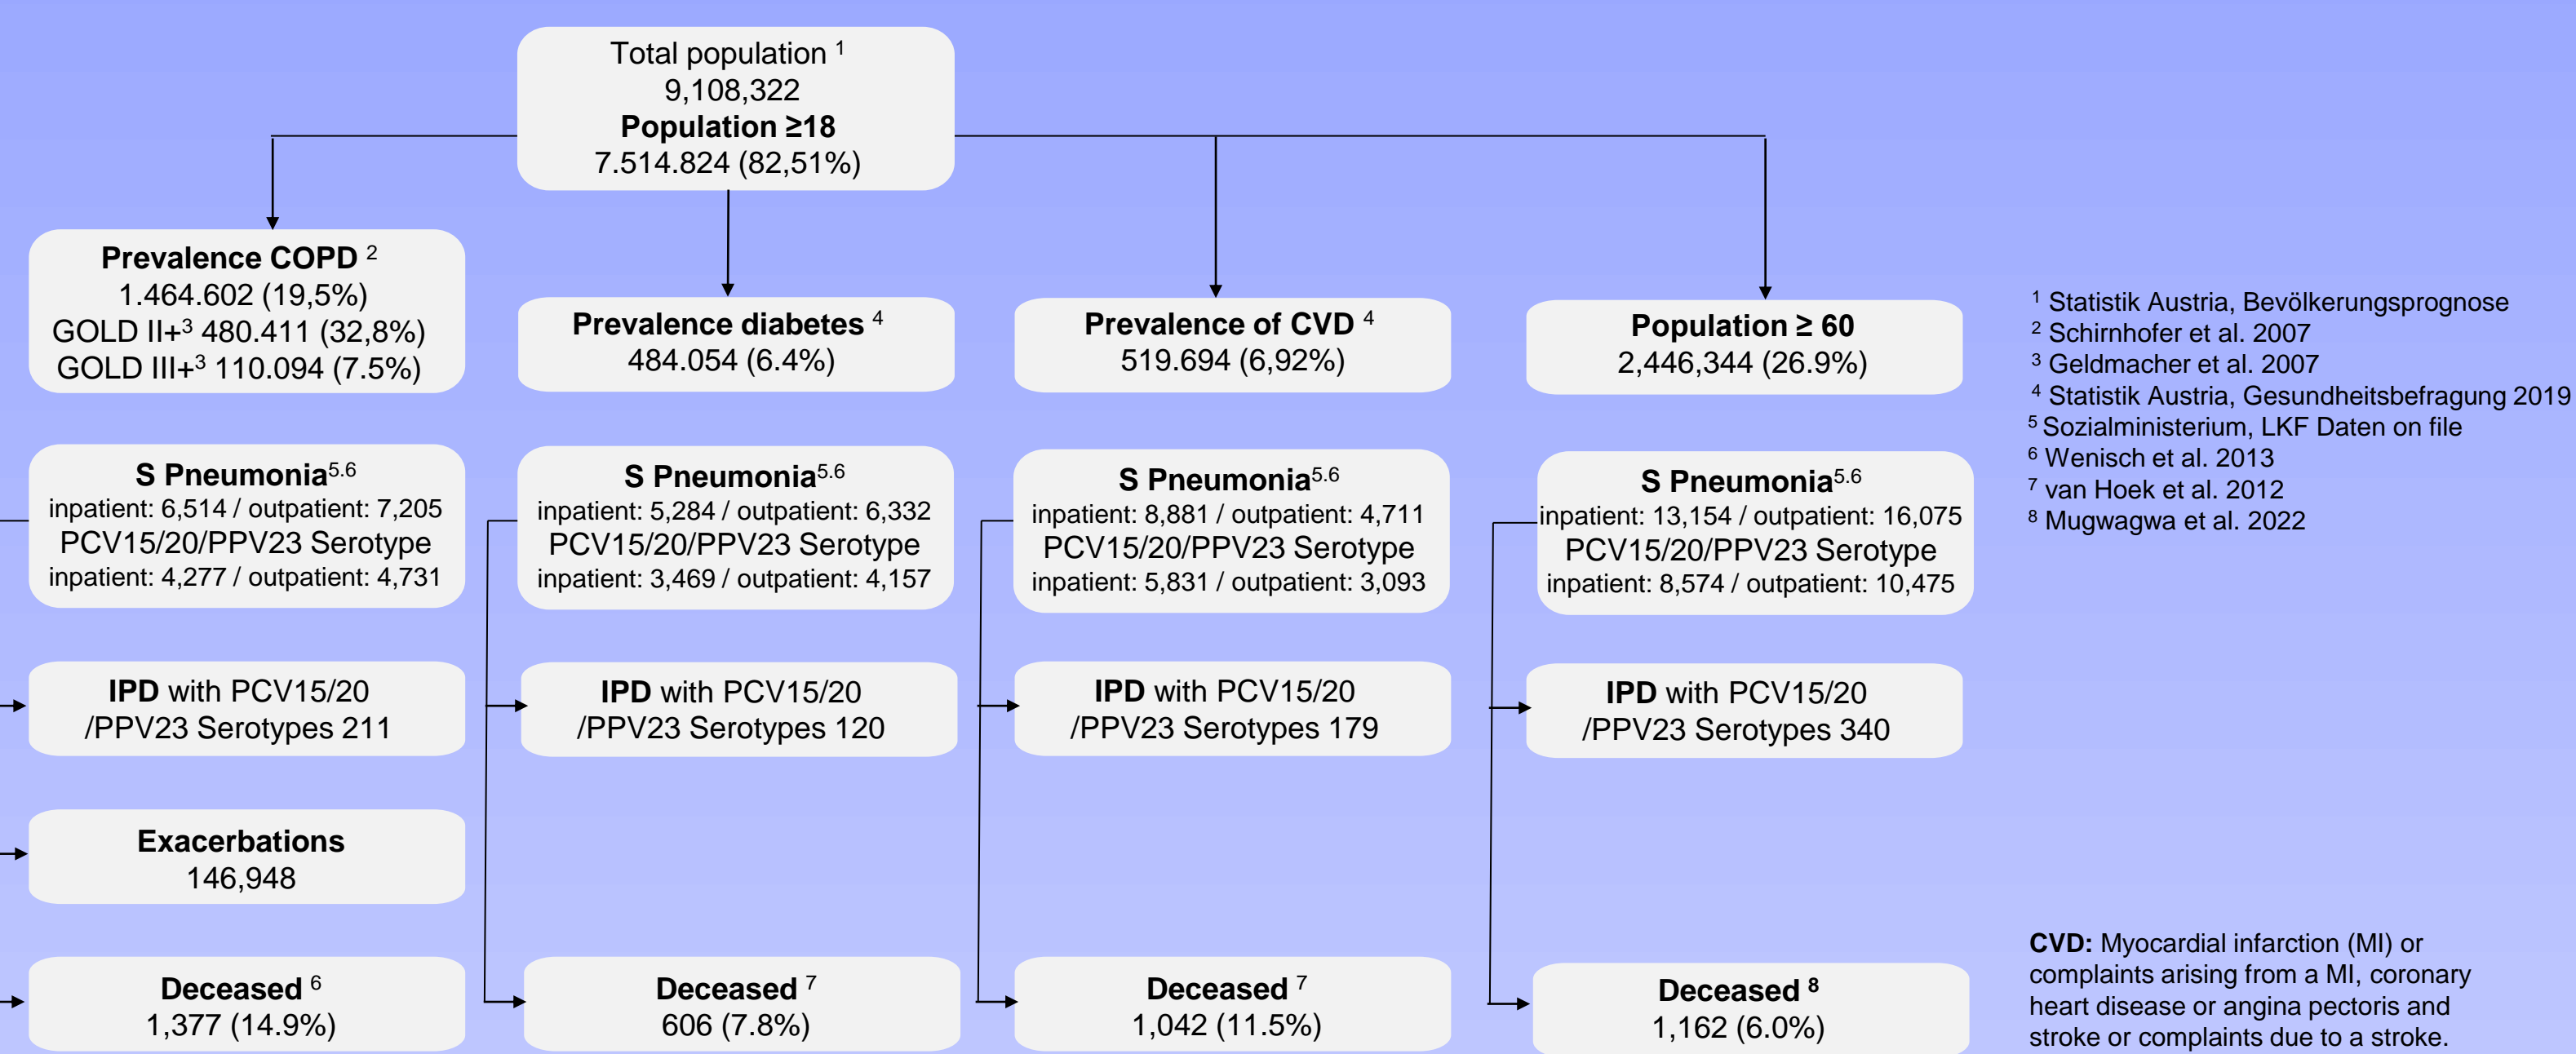 Total population ¹
9,108,322
Population ≥18
7.514.824 (82,51%)
Prevalence COPD ²
1.464.602 (19,5%)
GOLD II+³ 480.411 (32,8%)
GOLD III+³ 110.094 (7.5%)
Prevalence diabetes ⁴
484.054 (6.4%)
Prevalence of CVD ⁴
519.694 (6,92%)
Population ≥ 60
2,446,344 (26.9%)
S Pneumonia⁵·⁶
inpatient: 6,514 / outpatient: 7,205
PCV15/20/PPV23 Serotype
inpatient: 4,277 / outpatient: 4,731
S Pneumonia⁵·⁶
inpatient: 5,284 / outpatient: 6,332
PCV15/20/PPV23 Serotype
inpatient: 3,469 / outpatient: 4,157
S Pneumonia⁵·⁶
inpatient: 8,881 / outpatient: 4,711
PCV15/20/PPV23 Serotype
inpatient: 5,831 / outpatient: 3,093
S Pneumonia⁵·⁶
inpatient: 13,154 / outpatient: 16,075
PCV15/20/PPV23 Serotype
inpatient: 8,574 / outpatient: 10,475
IPD with PCV15/20
/PPV23 Serotypes 211
IPD with PCV15/20
/PPV23 Serotypes 120
IPD with PCV15/20
/PPV23 Serotypes 179
IPD with PCV15/20
/PPV23 Serotypes 340
Exacerbations
146,948
Deceased ⁶
1,377 (14.9%)
Deceased ⁷
606 (7.8%)
Deceased ⁷
1,042 (11.5%)
Deceased ⁸
1,162 (6.0%)
¹ Statistik Austria, Bevölkerungsprognose
² Schirnhofer et al. 2007
³ Geldmacher et al. 2007
⁴ Statistik Austria, Gesundheitsbefragung 2019
⁵ Sozialministerium, LKF Daten on file
⁶ Wenisch et al. 2013
⁷ van Hoek et al. 2012
⁸ Mugwagwa et al. 2022
CVD: Myocardial infarction (MI) or
complaints arising from a MI, coronary
heart disease or angina pectoris and
stroke or complaints due to a stroke.